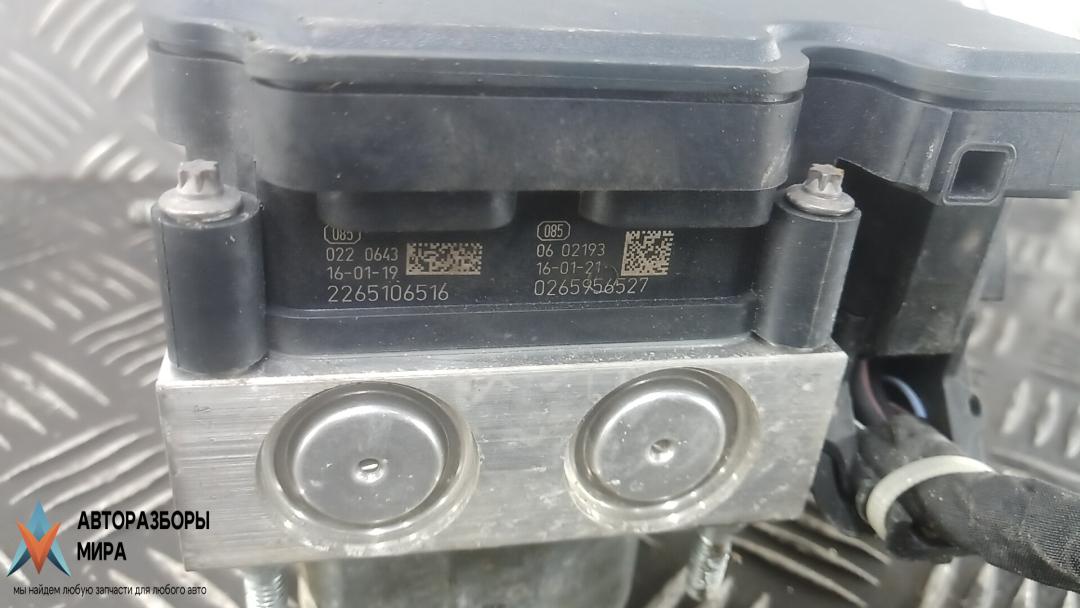 085
022 0643
16-01-19
2265106516
085
06 02193
16-01-21
0265956527
АВТОРАЗБОРЫ
МИРА
мы найдем любую запчасти для любого авто